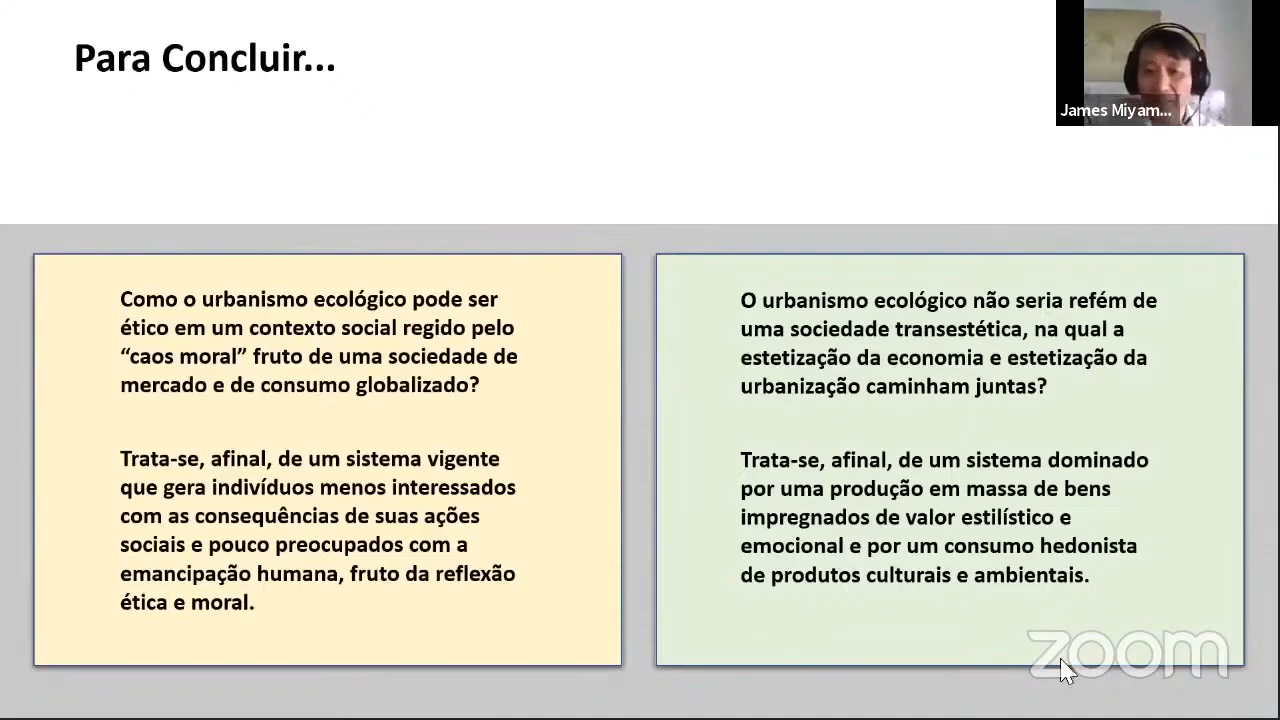 Para Concluir...
James Miyam...
Como o urbanismo ecológico pode ser
ético em um contexto social regido pelo
“caos moral” fruto de uma sociedade de
mercado e de consumo globalizado?
Trata-se, afinal, de um sistema vigente
que gera indivíduos menos interessados
com as consequências de suas ações
sociais e pouco preocupados com a
emancipação humana, fruto da reflexão
ética e moral.
O urbanismo ecológico não seria refém de
uma sociedade transestética, na qual a
estetização da economia e estetização da
urbanização caminham juntas?
Trata-se, afinal, de um sistema dominado
por uma produção em massa de bens
impregnados de valor estilístico e
emocional e por um consumo hedonista
de produtos culturais e ambientais.
zoom